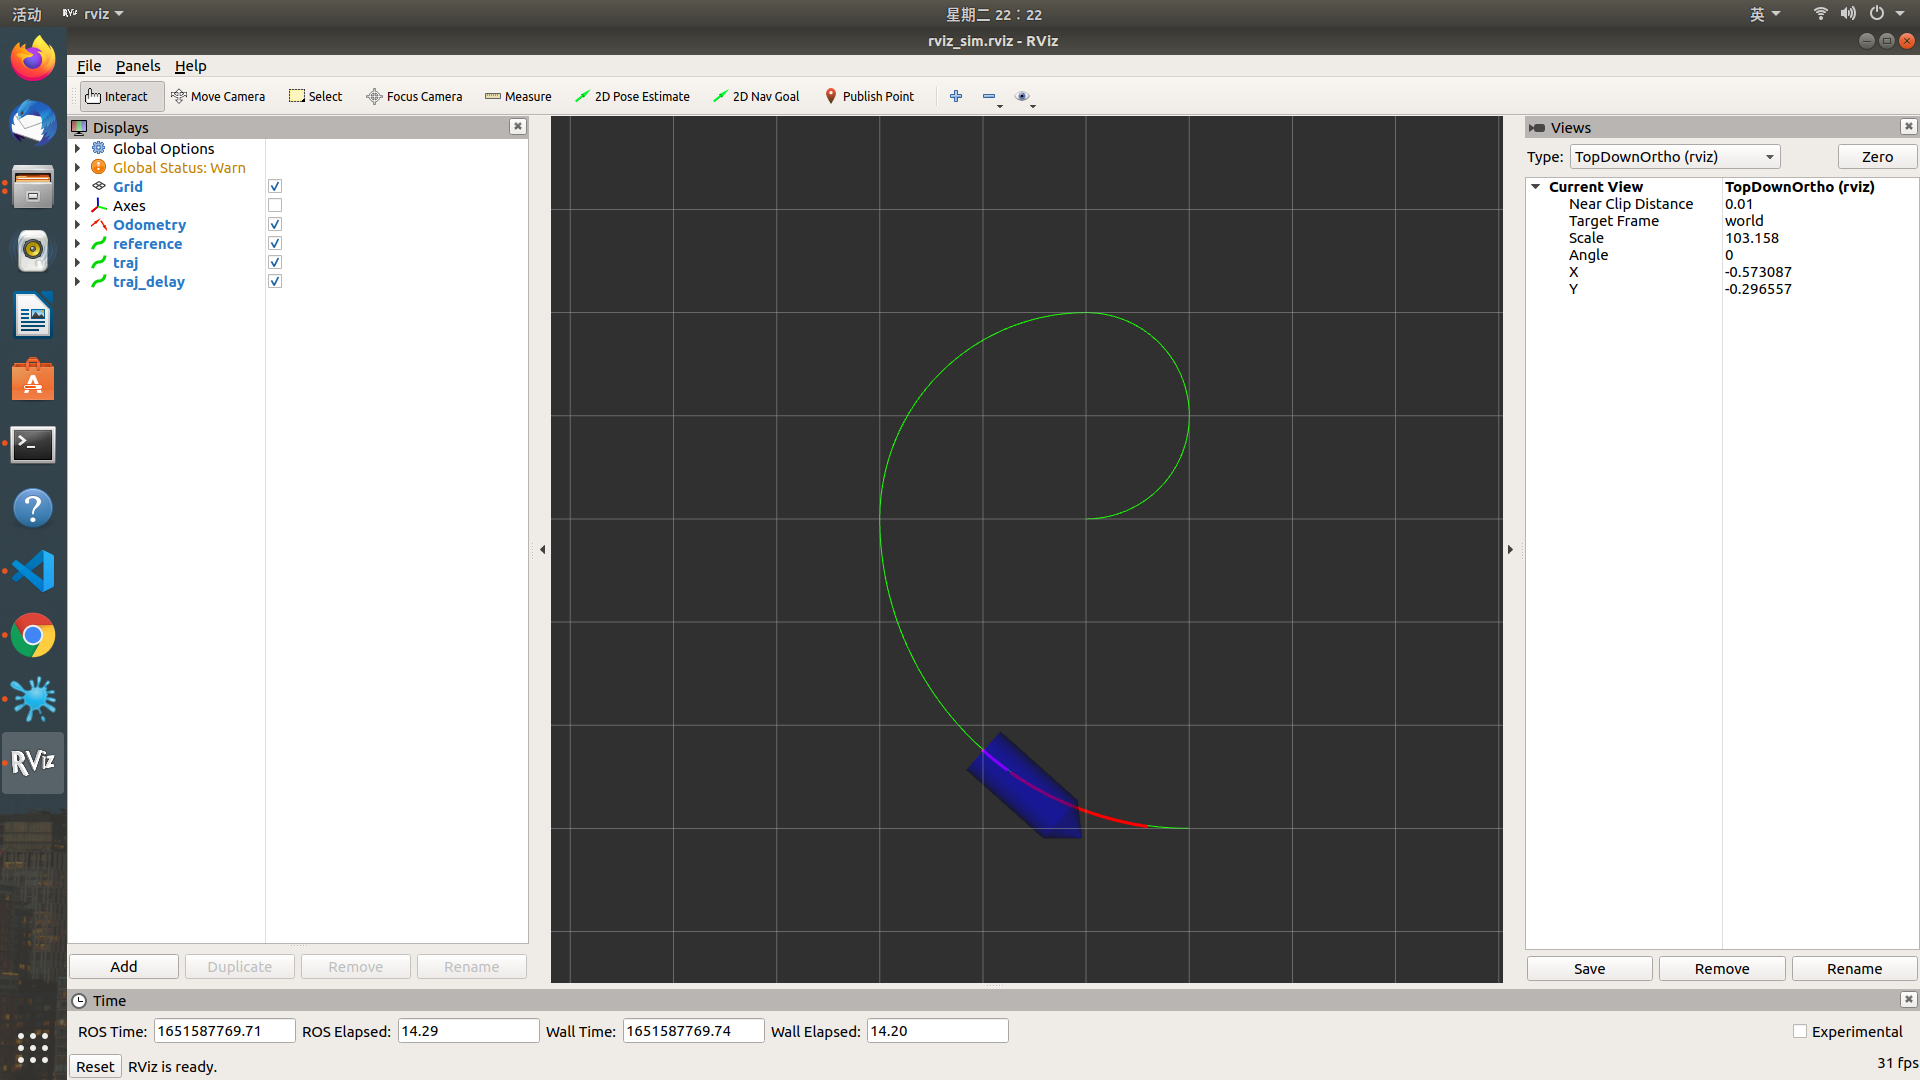 活动 RViz rviz 星期二 22：22 英
rviz_sim.rviz - RViz
File Panels Help
Interact Move Camera Select Focus Camera Measure 2D Pose Estimate 2D Nav Goal Publish Point
Displays
Global Options
Global Status: Warn
Grid
Axes
Odometry
reference
traj
traj_delay
Add Duplicate Remove Rename
Views
Type: TopDownOrtho (rviz) Zero
Current View TopDownOrtho (rviz)
Near Clip Distance 0.01
Target Frame world
Scale 103.158
Angle 0
X -0.573087
Y -0.296557
Save Remove Rename
RViz
Time
ROS Time: 1651587769.71 ROS Elapsed: 14.29 Wall Time: 1651587769.74 Wall Elapsed: 14.20 Experimental
Reset RViz is ready. 31 fps